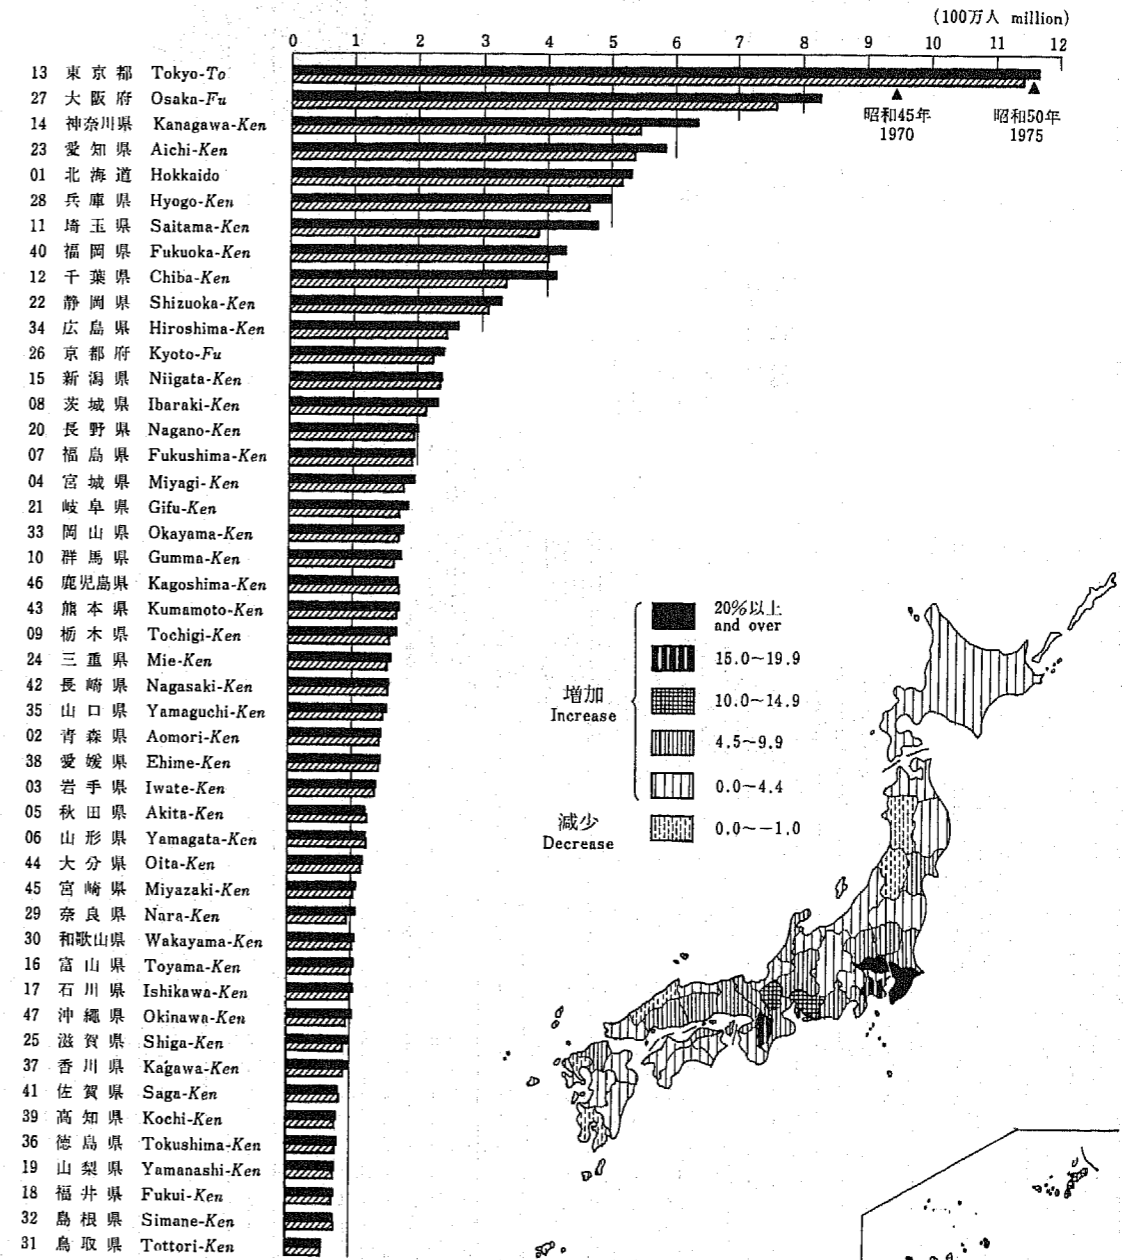 (100万人 million)
0 1 2 3 4 5 6 7 8 9 10 11 12
13 東京都 Tokyo-To
27 大阪府 Osaka-Fu
昭和45年
1970
昭和50年
1975
14 神奈川県 Kanagawa-Ken
23 愛知県 Aichi-Ken
01 北海道 Hokkaido
28 兵庫県 Hyogo-Ken
11 埼玉県 Saitama-Ken
40 福岡県 Fukuoka-Ken
12 千葉県 Chiba-Ken
22 静岡県 Shizuoka-Ken
34 広島県 Hiroshima-Ken
26 京都府 Kyoto-Fu
15 新潟県 Niigata-Ken
08 茨城県 Ibaraki-Ken
20 長野県 Nagano-Ken
07 福島県 Fukushima-Ken
04 宮城県 Miyagi-Ken
21 岐阜県 Gifu-Ken
33 岡山県 Okayama-Ken
10 群馬県 Gumma-Ken
46 鹿児島県 Kagoshima-Ken
43 熊本県 Kumamoto-Ken
09 栃木県 Tochigi-Ken
24 三重県 Mie-Ken
42 長崎県 Nagasaki-Ken
35 山口県 Yamaguchi-Ken
02 青森県 Aomori-Ken
38 愛媛県 Ehime-Ken
03 岩手県 Iwate-Ken
05 秋田県 Akita-Ken
06 山形県 Yamagata-Ken
44 大分県 Oita-Ken
45 宮崎県 Miyazaki-Ken
29 奈良県 Nara-Ken
30 和歌山県 Wakayama-Ken
16 富山県 Toyama-Ken
17 石川県 Ishikawa-Ken
47 沖縄県 Okinawa-Ken
25 滋賀県 Shiga-Ken
37 香川県 Kagawa-Ken
41 佐賀県 Saga-Ken
39 高知県 Kochi-Ken
36 徳島県 Tokushima-Ken
19 山梨県 Yamanashi-Ken
18 福井県 Fukui-Ken
32 島根県 Simane-Ken
31 鳥取県 Tottori-Ken
増加
Increase
20%以上
and over
15.0~19.9
10.0~14.9
4.5~9.9
0.0~4.4
減少
Decrease
0.0~−1.0